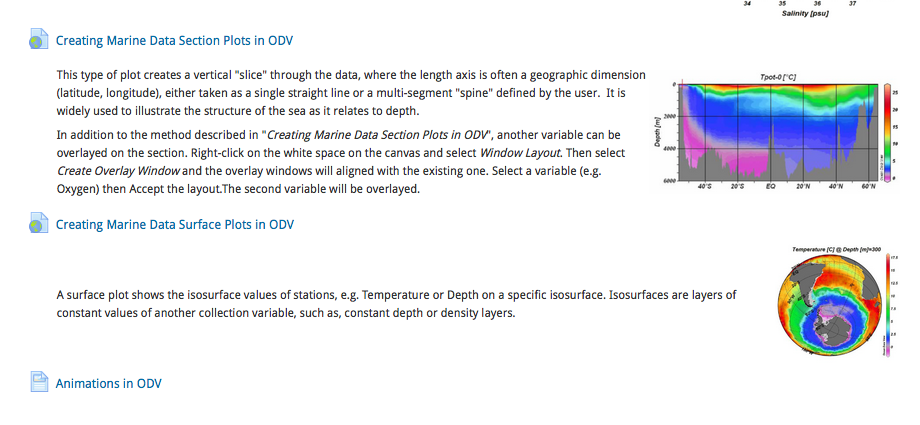 34 35 36 37
Salinity [psu]
Creating Marine Data Section Plots in ODV
This type of plot creates a vertical "slice" through the data, where the length axis is often a geographic dimension
(latitude, longitude), either taken as a single straight line or a multi-segment "spine" defined by the user.  It is
widely used to illustrate the structure of the sea as it relates to depth.
In addition to the method described in "Creating Marine Data Section Plots in ODV", another variable can be
overlayed on the section. Right-click on the white space on the canvas and select Window Layout. Then select
Create Overlay Window and the overlay windows will aligned with the existing one. Select a variable (e.g.
Oxygen) then Accept the layout.The second variable will be overlayed.
Tpot-0 [°C]
Depth [m]
0
2000
4000
6000
40°S 20°S EQ 20°N 40°N 60°N
25
20
15
10
5
0
Creating Marine Data Surface Plots in ODV
Temperature [C] @ Depth [m]=300
A surface plot shows the isosurface values of stations, e.g. Temperature or Depth on a specific isosurface. Isosurfaces are layers of
constant values of another collection variable, such as, constant depth or density layers.
Animations in ODV